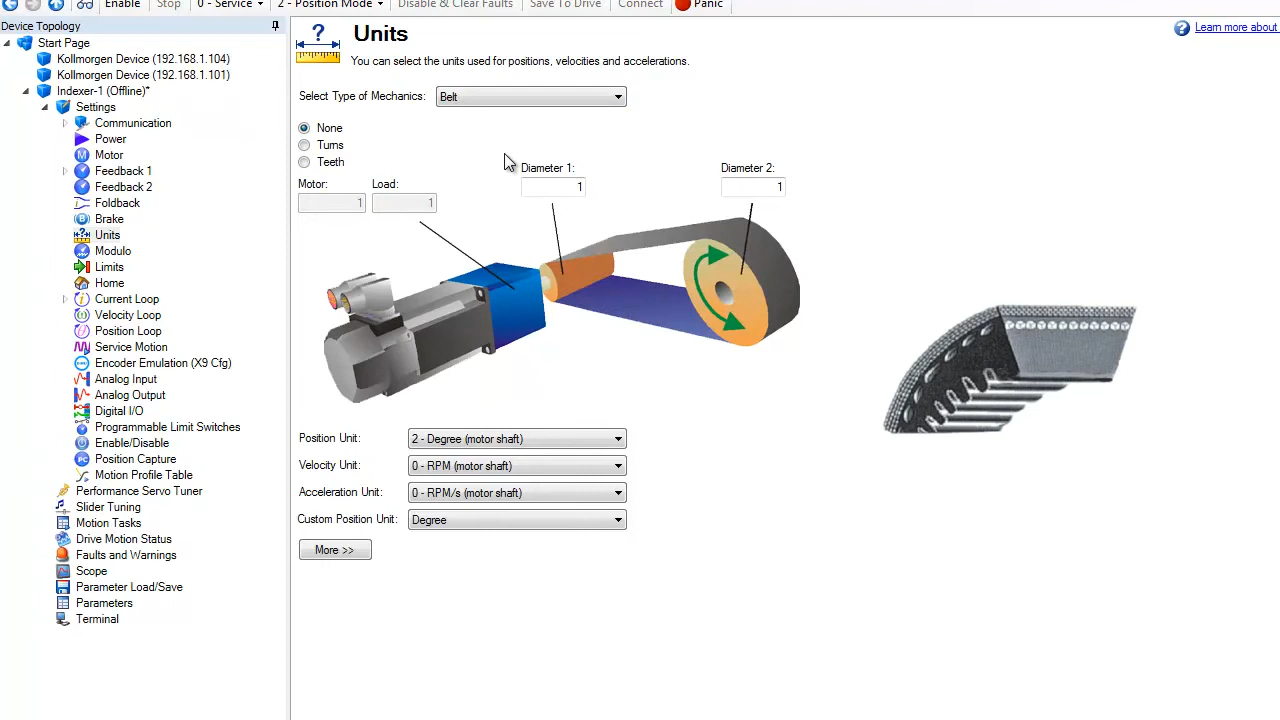 Enable Stop 0 - Service 2 - Position Mode Disable & Clear Faults Save To Drive Connect Panic
Device Topology
Start Page
Kollmorgen Device (192.168.1.104)
Kollmorgen Device (192.168.1.101)
Indexer-1 (Offline)*
Settings
Communication
Power
Motor
Feedback 1
Feedback 2
Foldback
Brake
Units
Modulo
Limits
Home
Current Loop
Velocity Loop
Position Loop
Service Motion
Encoder Emulation (X9 Cfg)
Analog Input
Analog Output
Digital I/O
Programmable Limit Switches
Enable/Disable
Position Capture
Motion Profile Table
Performance Servo Tuner
Slider Tuning
Motion Tasks
Drive Motion Status
Faults and Warnings
Scope
Parameter Load/Save
Parameters
Terminal
Units
Learn more about
You can select the units used for positions, velocities and accelerations.
Select Type of Mechanics: Belt
None
Turns
Teeth
Motor: Load:
1 1
Diameter 1: Diameter 2:
1 1
Position Unit: 2 - Degree (motor shaft)
Velocity Unit: 0 - RPM (motor shaft)
Acceleration Unit: 0 - RPM/s (motor shaft)
Custom Position Unit: Degree
More >>